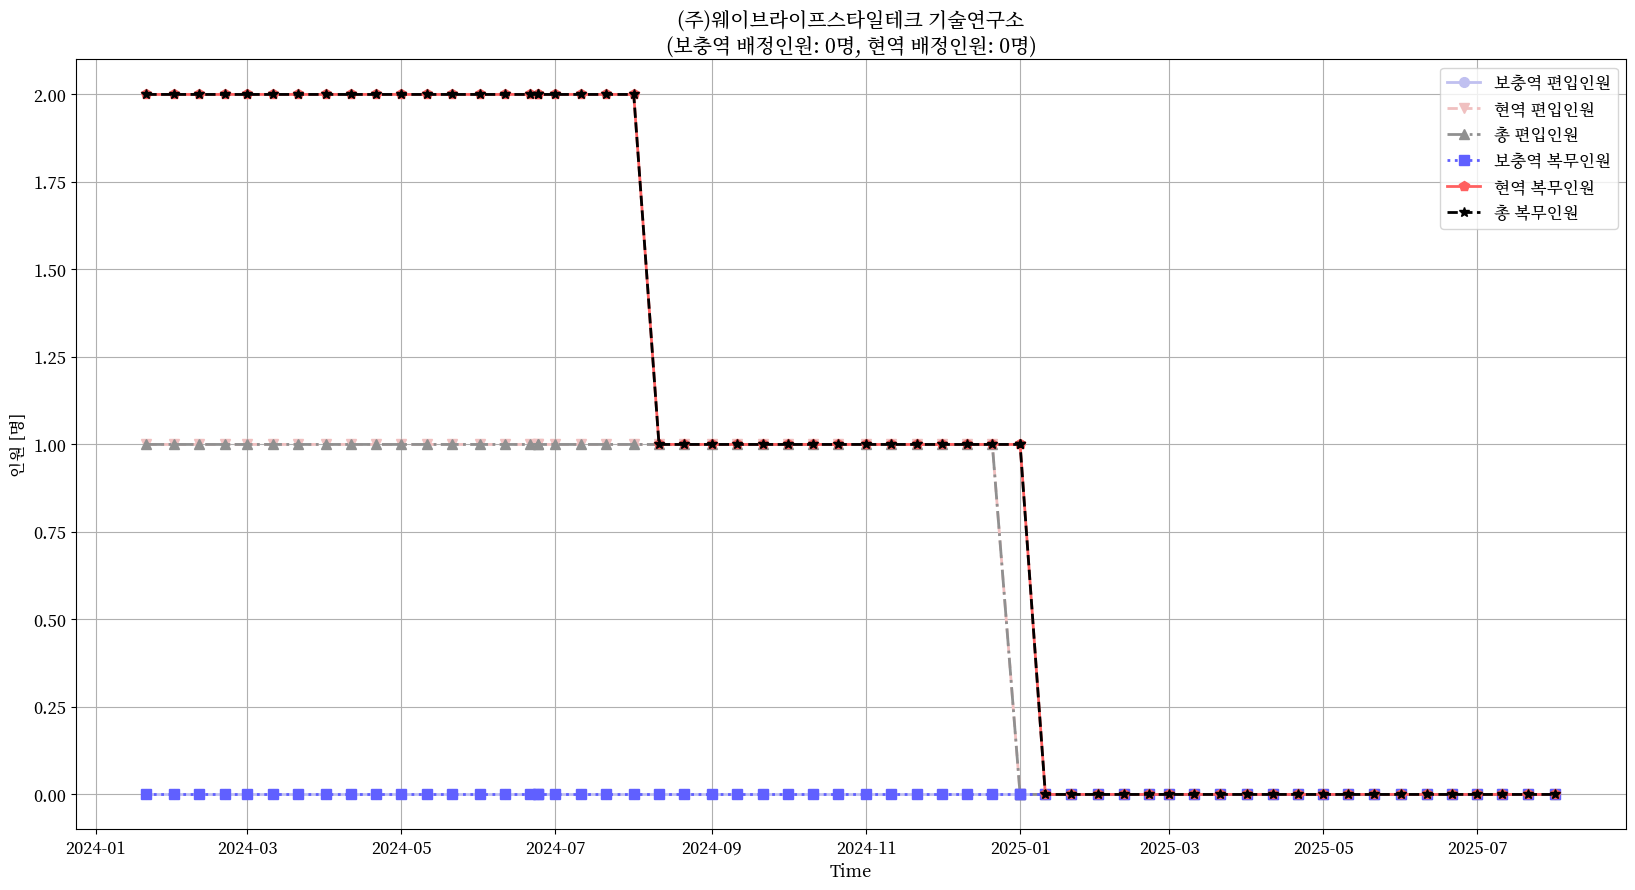 (주)웨이브라이프스타일테크 기술연구소
(보충역 배정인원: 0명, 현역 배정인원: 0명)
보충역 편입인원
현역 편입인원
총 편입인원
보충역 복무인원
현역 복무인원
총 복무인원
인원 [명]
2.00
1.75
1.50
1.25
1.00
0.75
0.50
0.25
0.00
2024-01 2024-03 2024-05 2024-07 2024-09 2024-11 2025-01 2025-03 2025-05 2025-07
Time